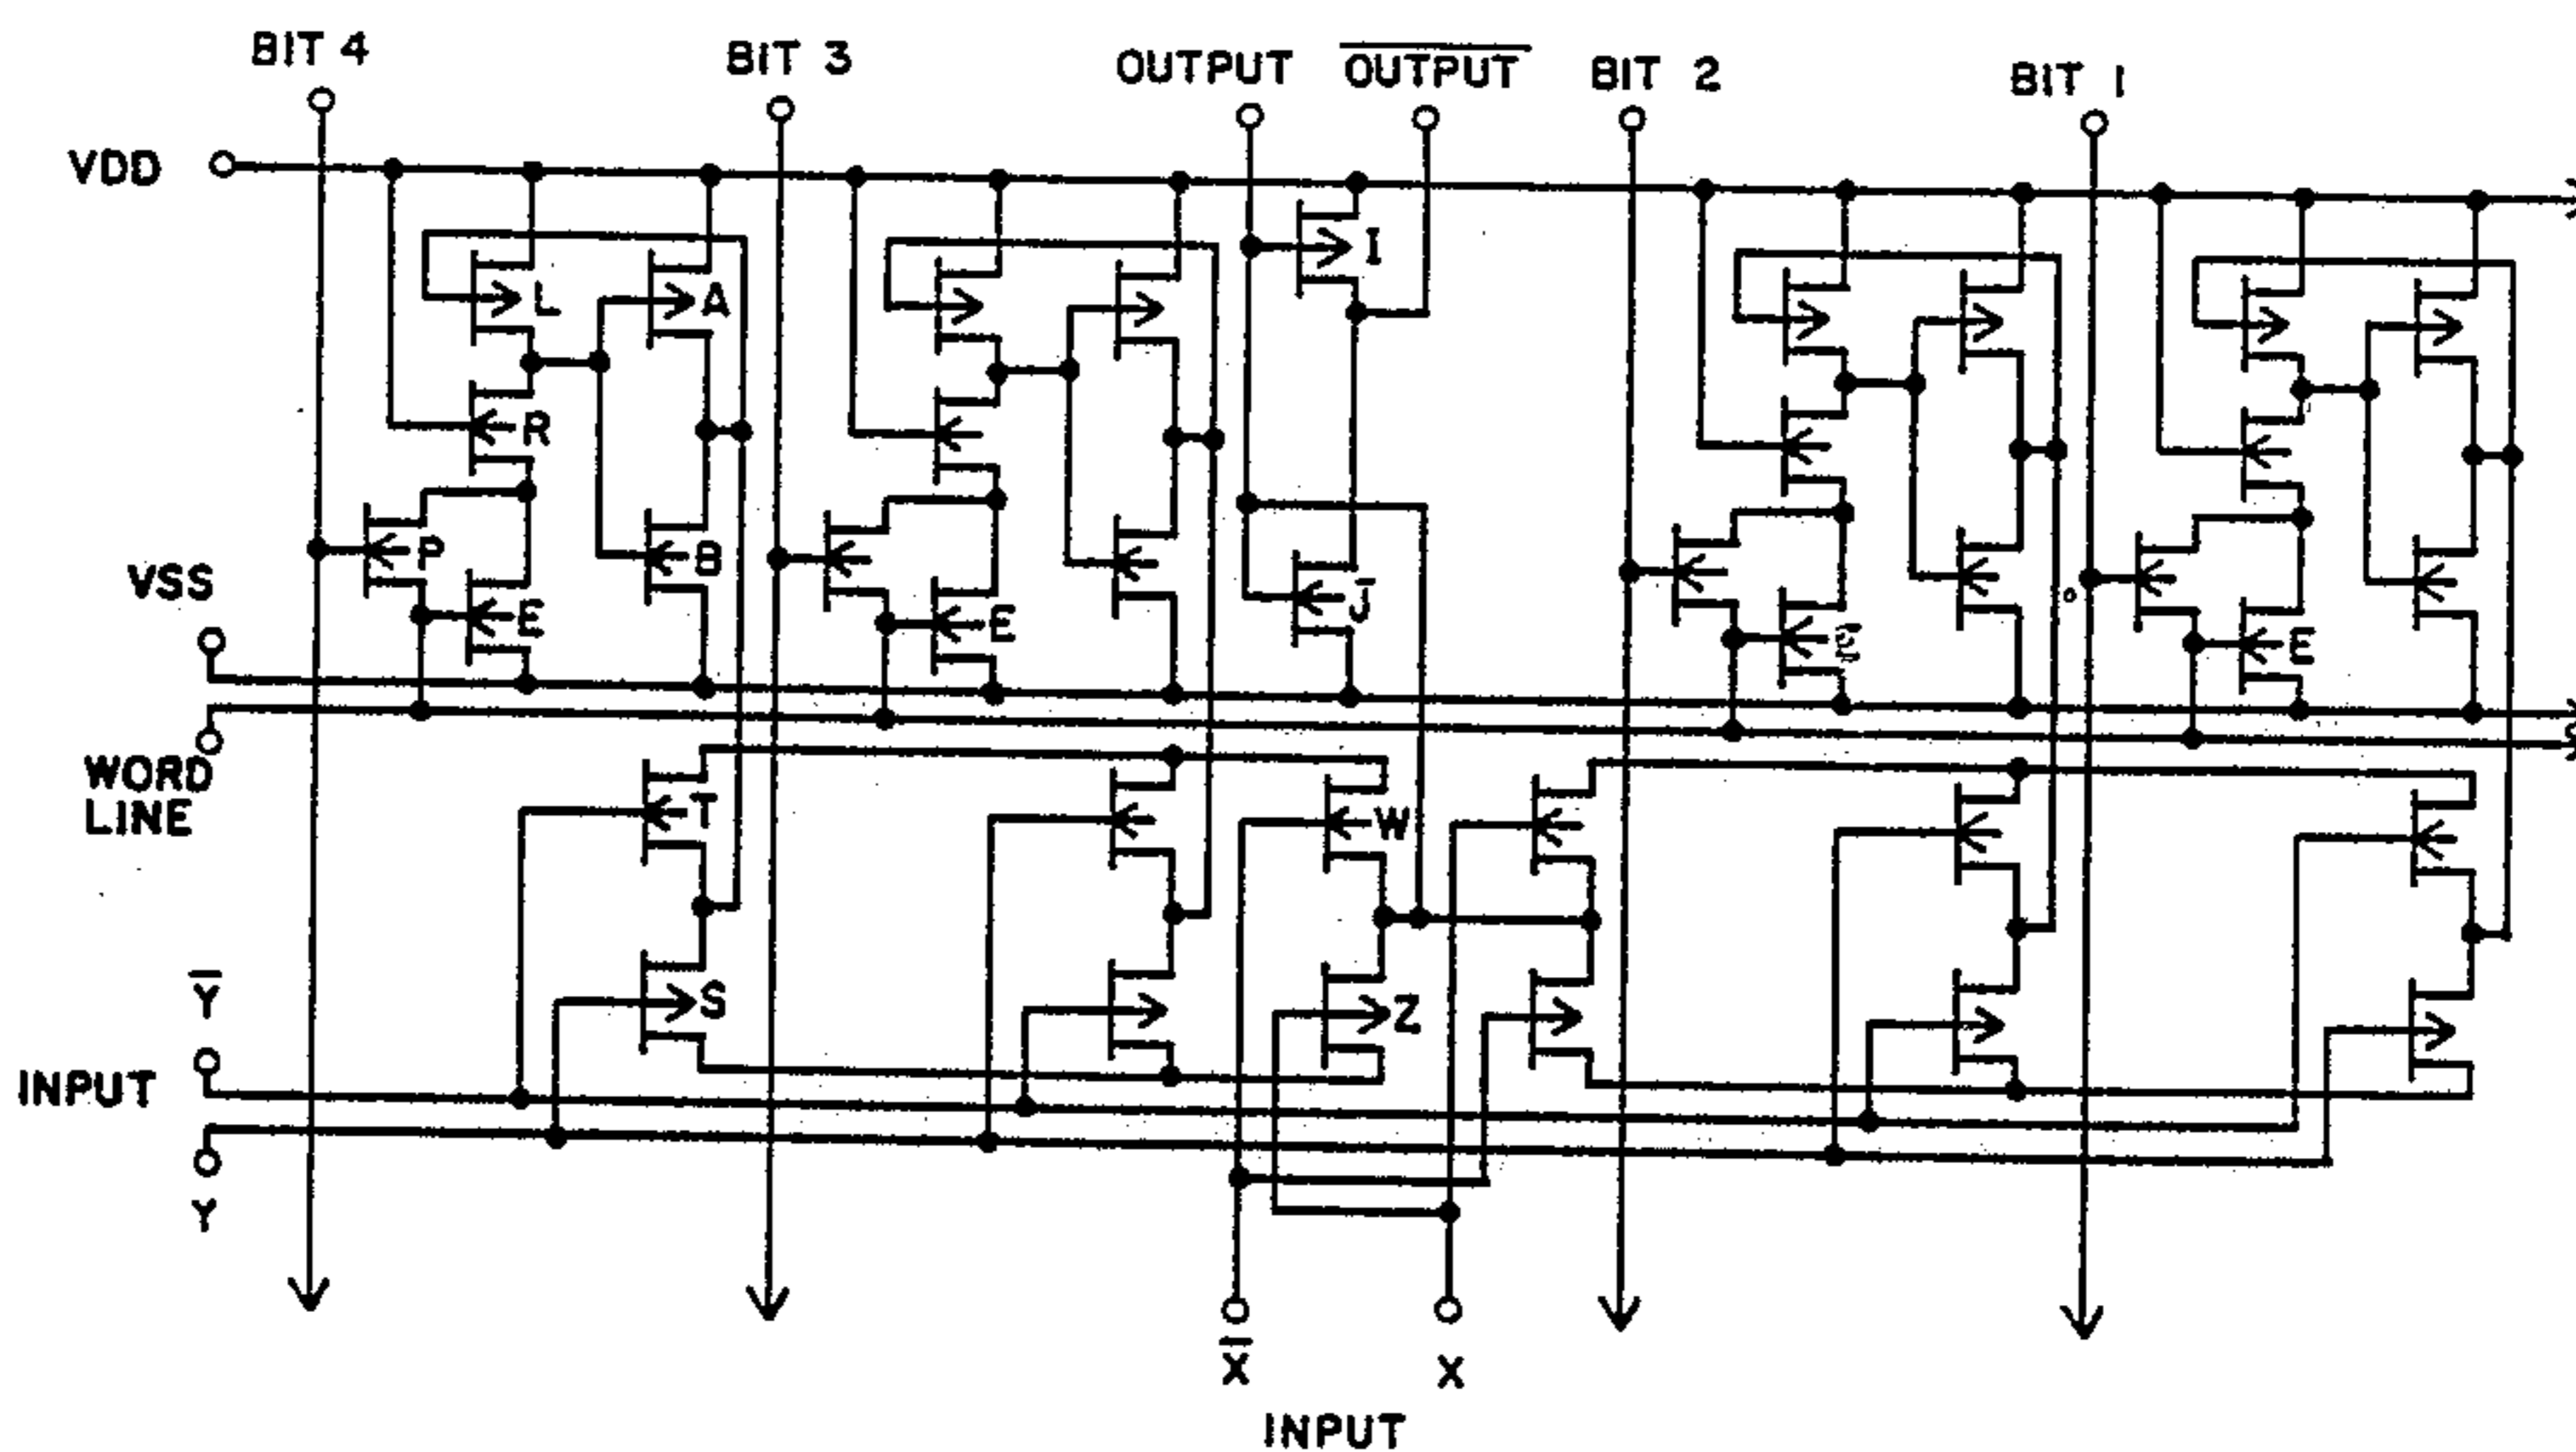 BIT 4
BIT 3
OUTPUT
OUTPUT
BIT 2
BIT 1
VDD
I
L
A
R
P
B
E
E
J
E
VSS
WORD
LINE
T
W
Y
S
Z
INPUT
Y
X
X
INPUT